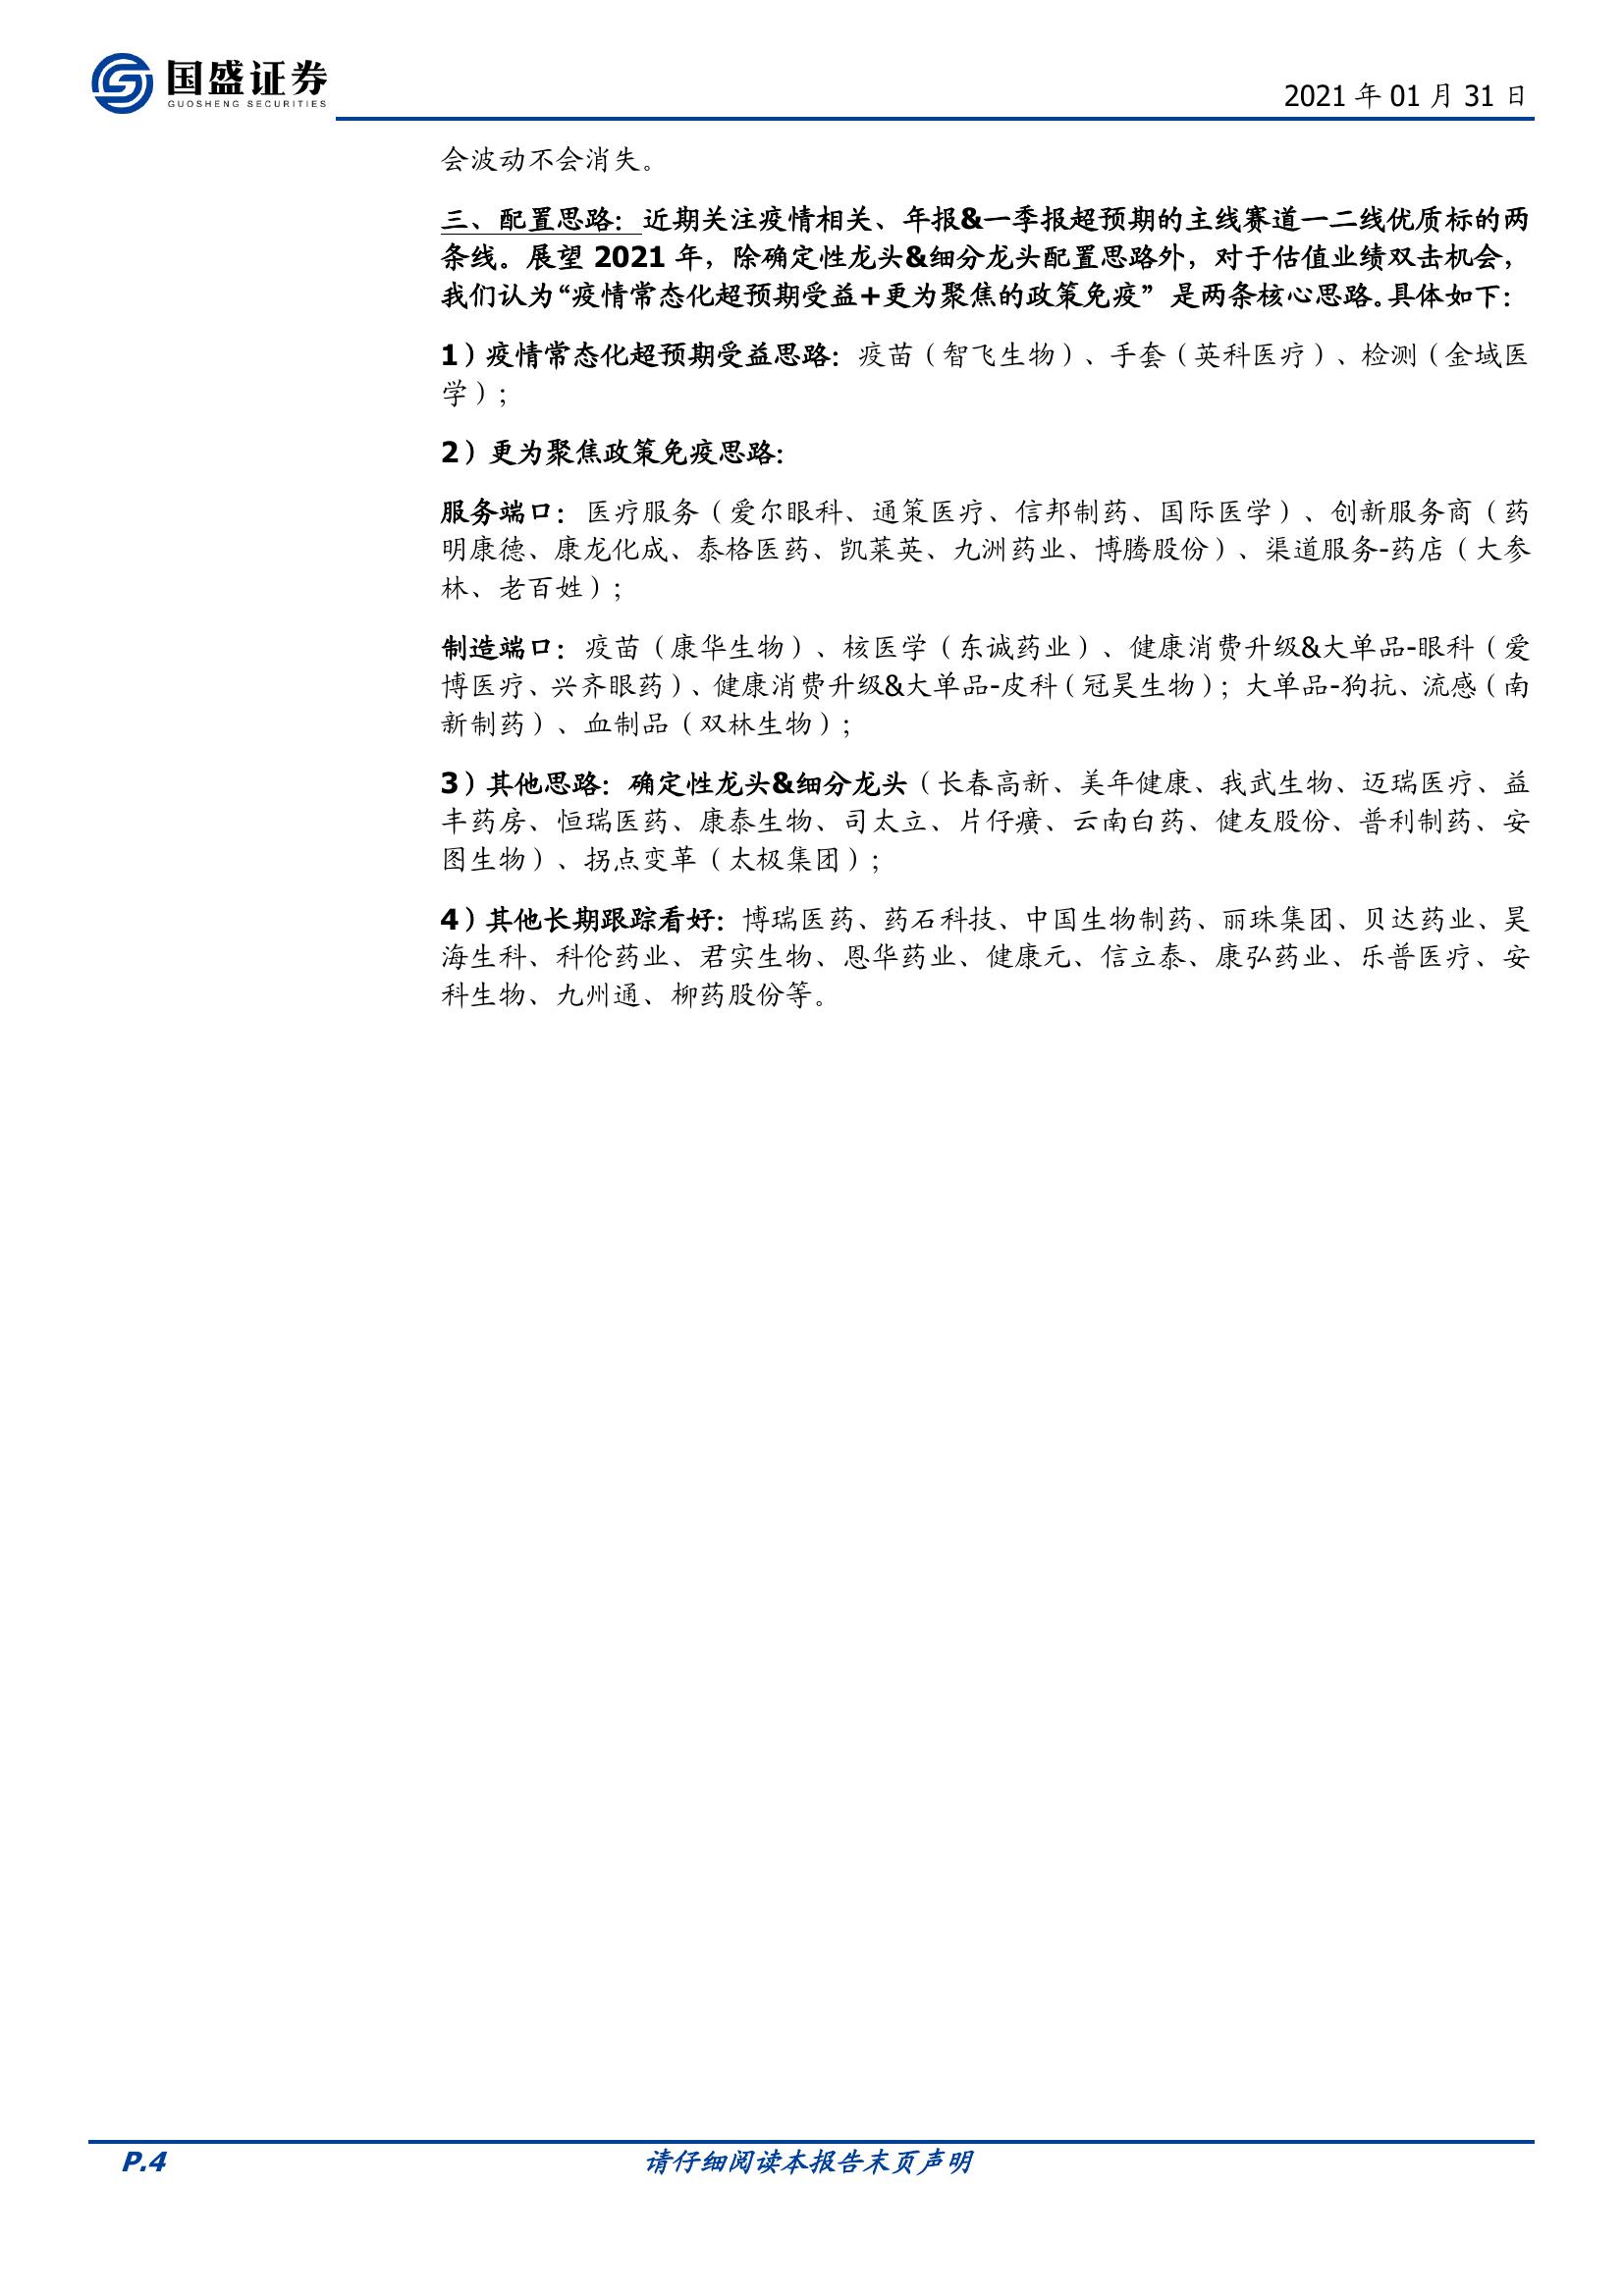 国盛证券
GUOSHENG SECURITIES
2021 年 01 月 31 日
会波动不会消失。
三、配置思路：近期关注疫情相关、年报&一季报超预期的主线赛道一二线优质标的两
条线。展望 2021 年，除确定性龙头&细分龙头配置思路外，对于估值业绩双击机会，
我们认为“疫情常态化超预期受益+更为聚焦的政策免疫”是两条核心思路。具体如下：
1）疫情常态化超预期受益思路：疫苗（智飞生物）、手套（英科医疗）、检测（金域医
学）；
2）更为聚焦政策免疫思路：
服务端口：医疗服务（爱尔眼科、通策医疗、信邦制药、国际医学）、创新服务商（药
明康德、康龙化成、泰格医药、凯莱英、九洲药业、博腾股份）、渠道服务-药店（大参
林、老百姓）；
制造端口：疫苗（康华生物）、核医学（东诚药业）、健康消费升级&大单品-眼科（爱
博医疗、兴齐眼药）、健康消费升级&大单品-皮科（冠昊生物）；大单品-狗抗、流感（南
新制药）、血制品（双林生物）；
3）其他思路：确定性龙头&细分龙头（长春高新、美年健康、我武生物、迈瑞医疗、益
丰药房、恒瑞医药、康泰生物、司太立、片仔癀、云南白药、健友股份、普利制药、安
图生物）、拐点变革（太极集团）；
4）其他长期跟踪看好：博瑞医药、药石科技、中国生物制药、丽珠集团、贝达药业、昊
海生科、科伦药业、君实生物、恩华药业、健康元、信立泰、康弘药业、乐普医疗、安
科生物、九州通、柳药股份等。
P.4
请仔细阅读本报告末页声明